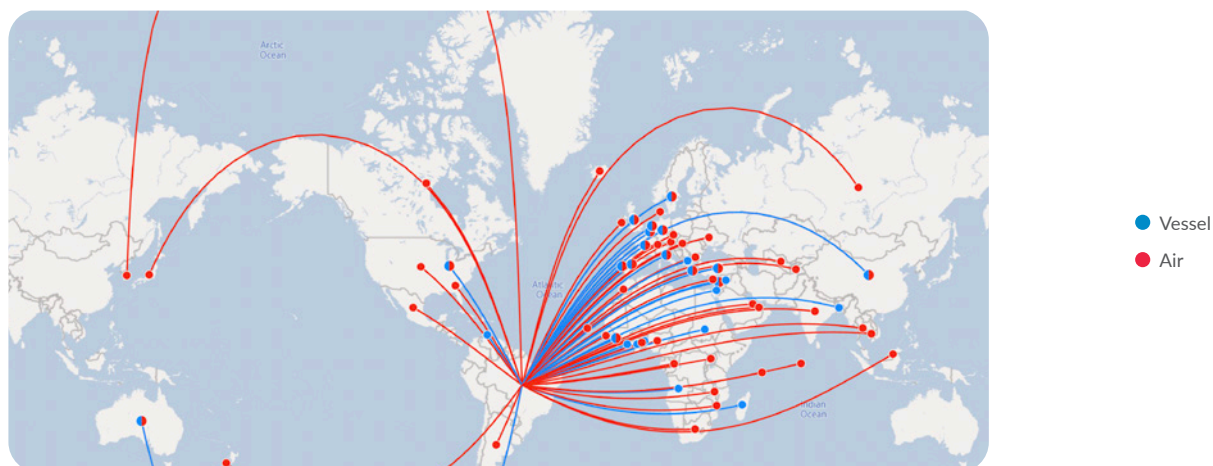 Arctic
Ocean
Atlantic
Ocean
Indian
Ocean
Vessel
Air